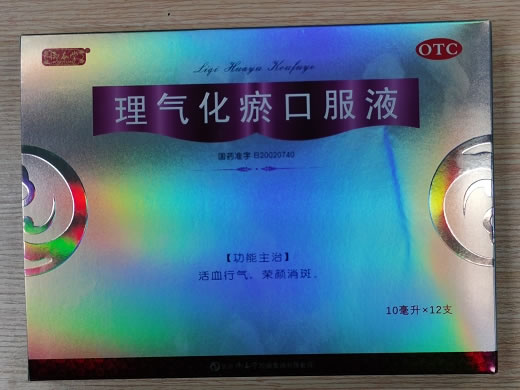 OTC
Liqi Huayu Koufuye
理气化瘀口服液
国药准字 B20020740
【功能主治】
活血行气、荣颜消斑。
10毫升×12支